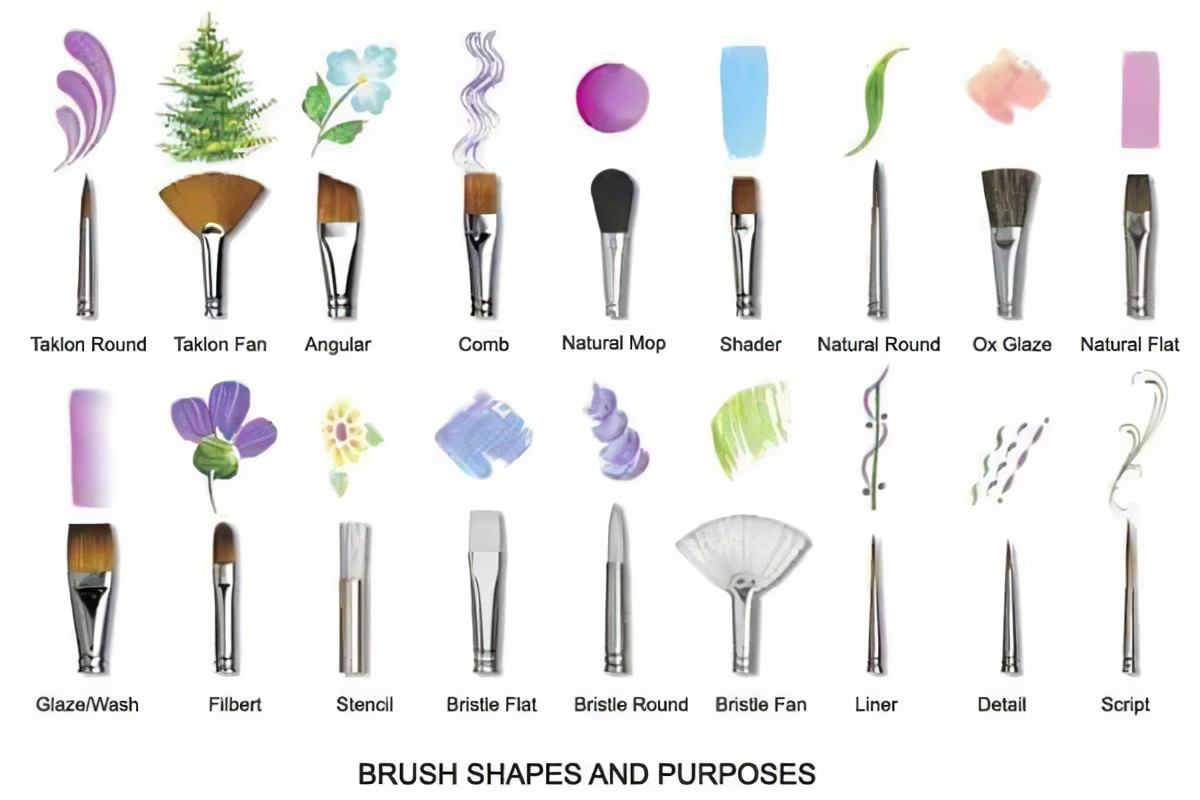 Taklon Round
Taklon Fan
Angular
Comb
Natural Mop
Shader
Natural Round
Ox Glaze
Natural Flat
Glaze/Wash
Filbert
Stencil
Bristle Flat
Bristle Round
Bristle Fan
Liner
Detail
Script
BRUSH SHAPES AND PURPOSES